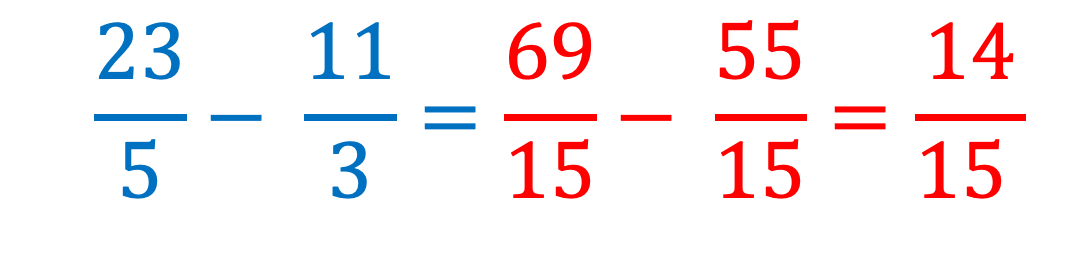 23/5 − 11/3 = 69/15 − 55/15 = 14/15